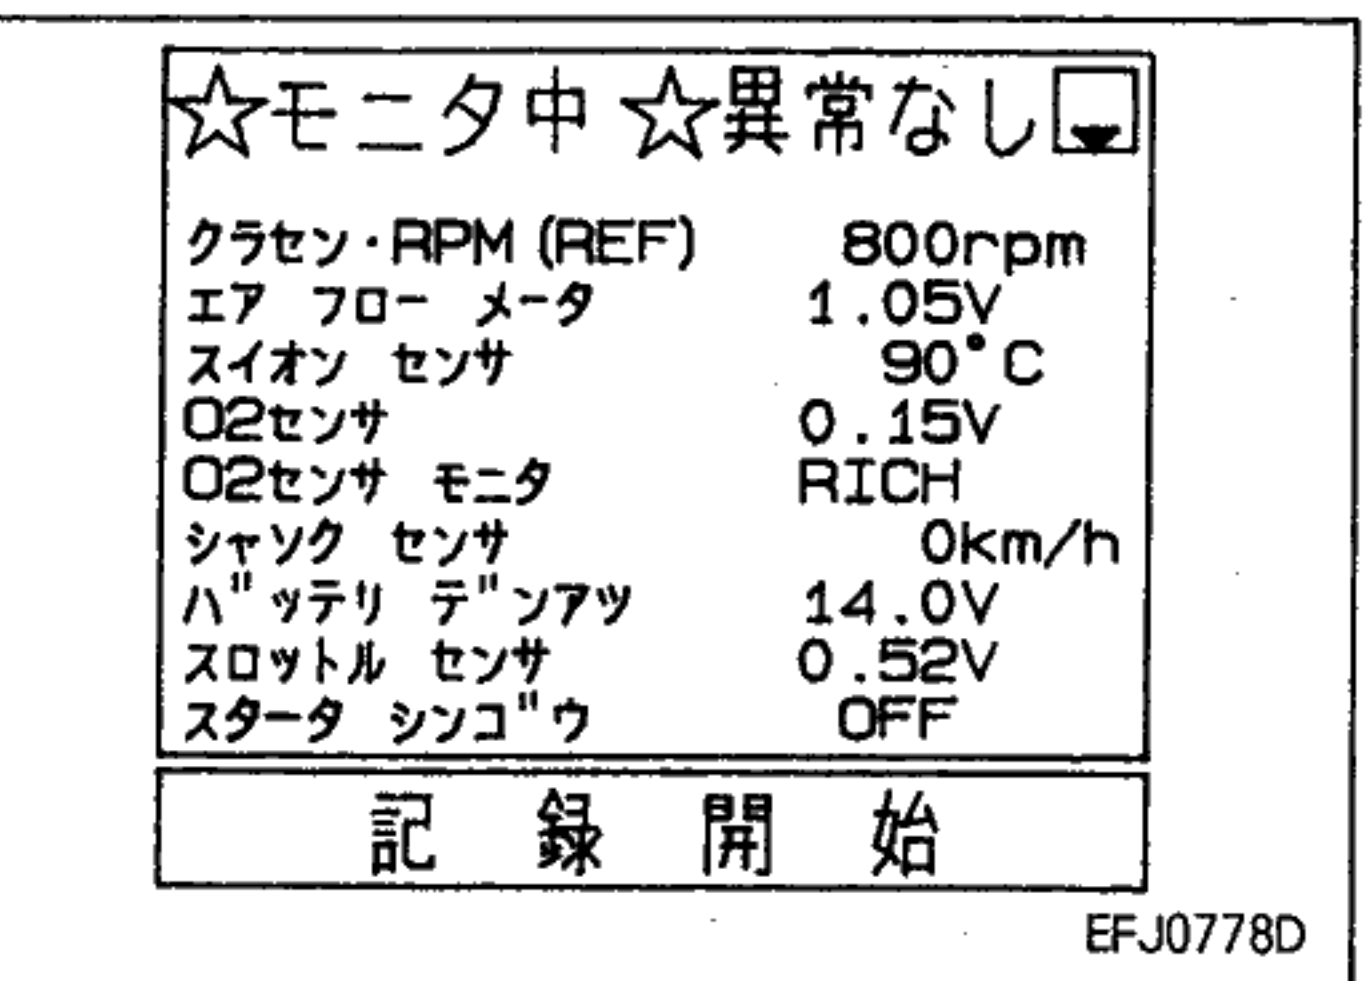 ☆モニタ中 ☆異常なし
クラセン・RPM (REF) 800rpm
エア フロー メータ 1.05V
スイオン センサ 90°C
O2センサ 0.15V
O2センサ モニタ RICH
シャソク センサ 0km/h
バッテリ デンアツ 14.0V
スロットル センサ 0.52V
スタータ シンゴウ OFF
記 録 開 始
EFJ0778D